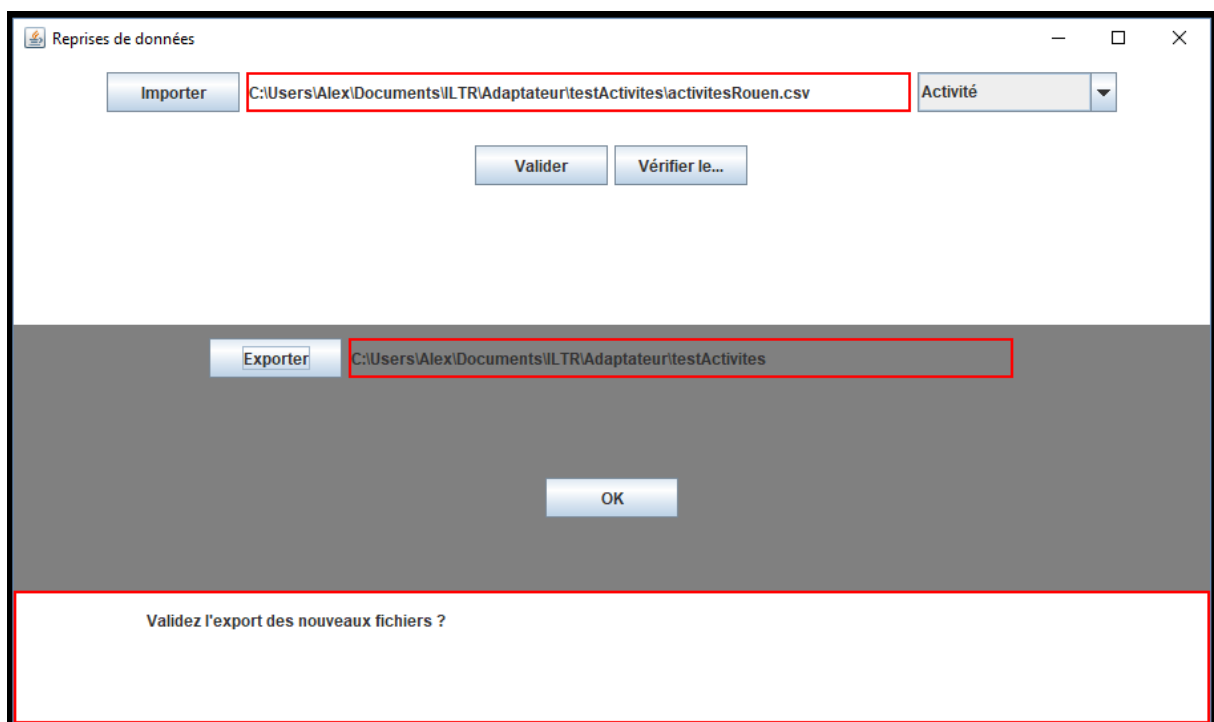 Reprises de données
Importer C:\Users\Alex\Documents\ILTR\Adaptateur\testActivites\activitesRouen.csv Activité
Valider Vérifier le...
Exporter C:\Users\Alex\Documents\ILTR\Adaptateur\testActivites
OK
Validez l'export des nouveaux fichiers ?